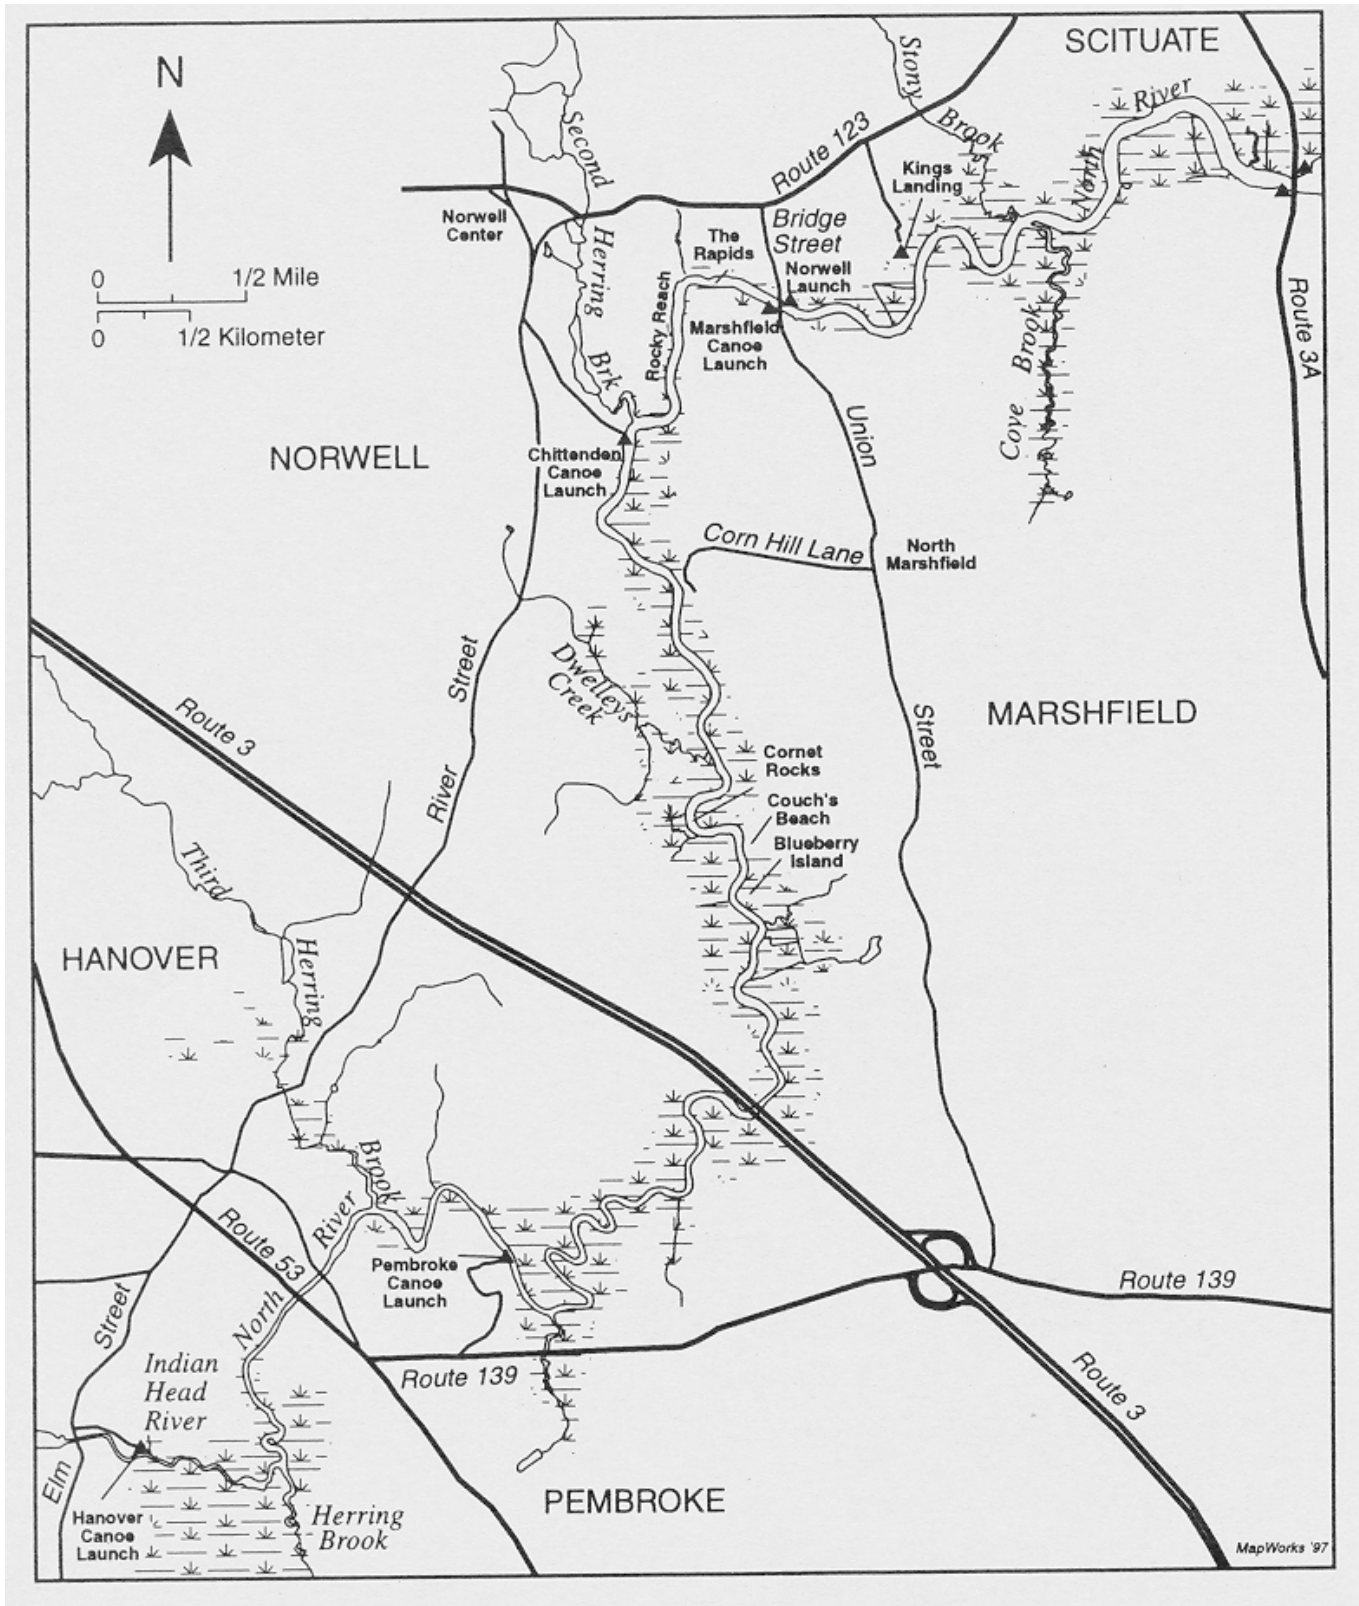 SCITUATE
N
Stony
Brook
River
North
Second
Herring
Brk
Route 123
Kings
Landing
Norwell
Center
The
Rapids
Bridge
Street
Norwell
Launch
0 1/2 Mile
0 1/2 Kilometer
Rocky Reach
Marshfield
Canoe
Launch
Route 3A
Cove Brook
Union
NORWELL
Chittenden
Canoe
Launch
Corn Hill Lane
North
Marshfield
Dwelleys
Creek
Street
Route 3
MARSHFIELD
Street
Cornet
Rocks
River
Couch's
Beach
Blueberry
Island
Third
Herring
HANOVER
Brook
River
North
Route 53
Pembroke
Canoe
Launch
Route 139
Street
Indian
Head
River
Route 139
Route 3
Elm
Hanover
Canoe
Launch
Herring
Brook
PEMBROKE
MapWorks '97